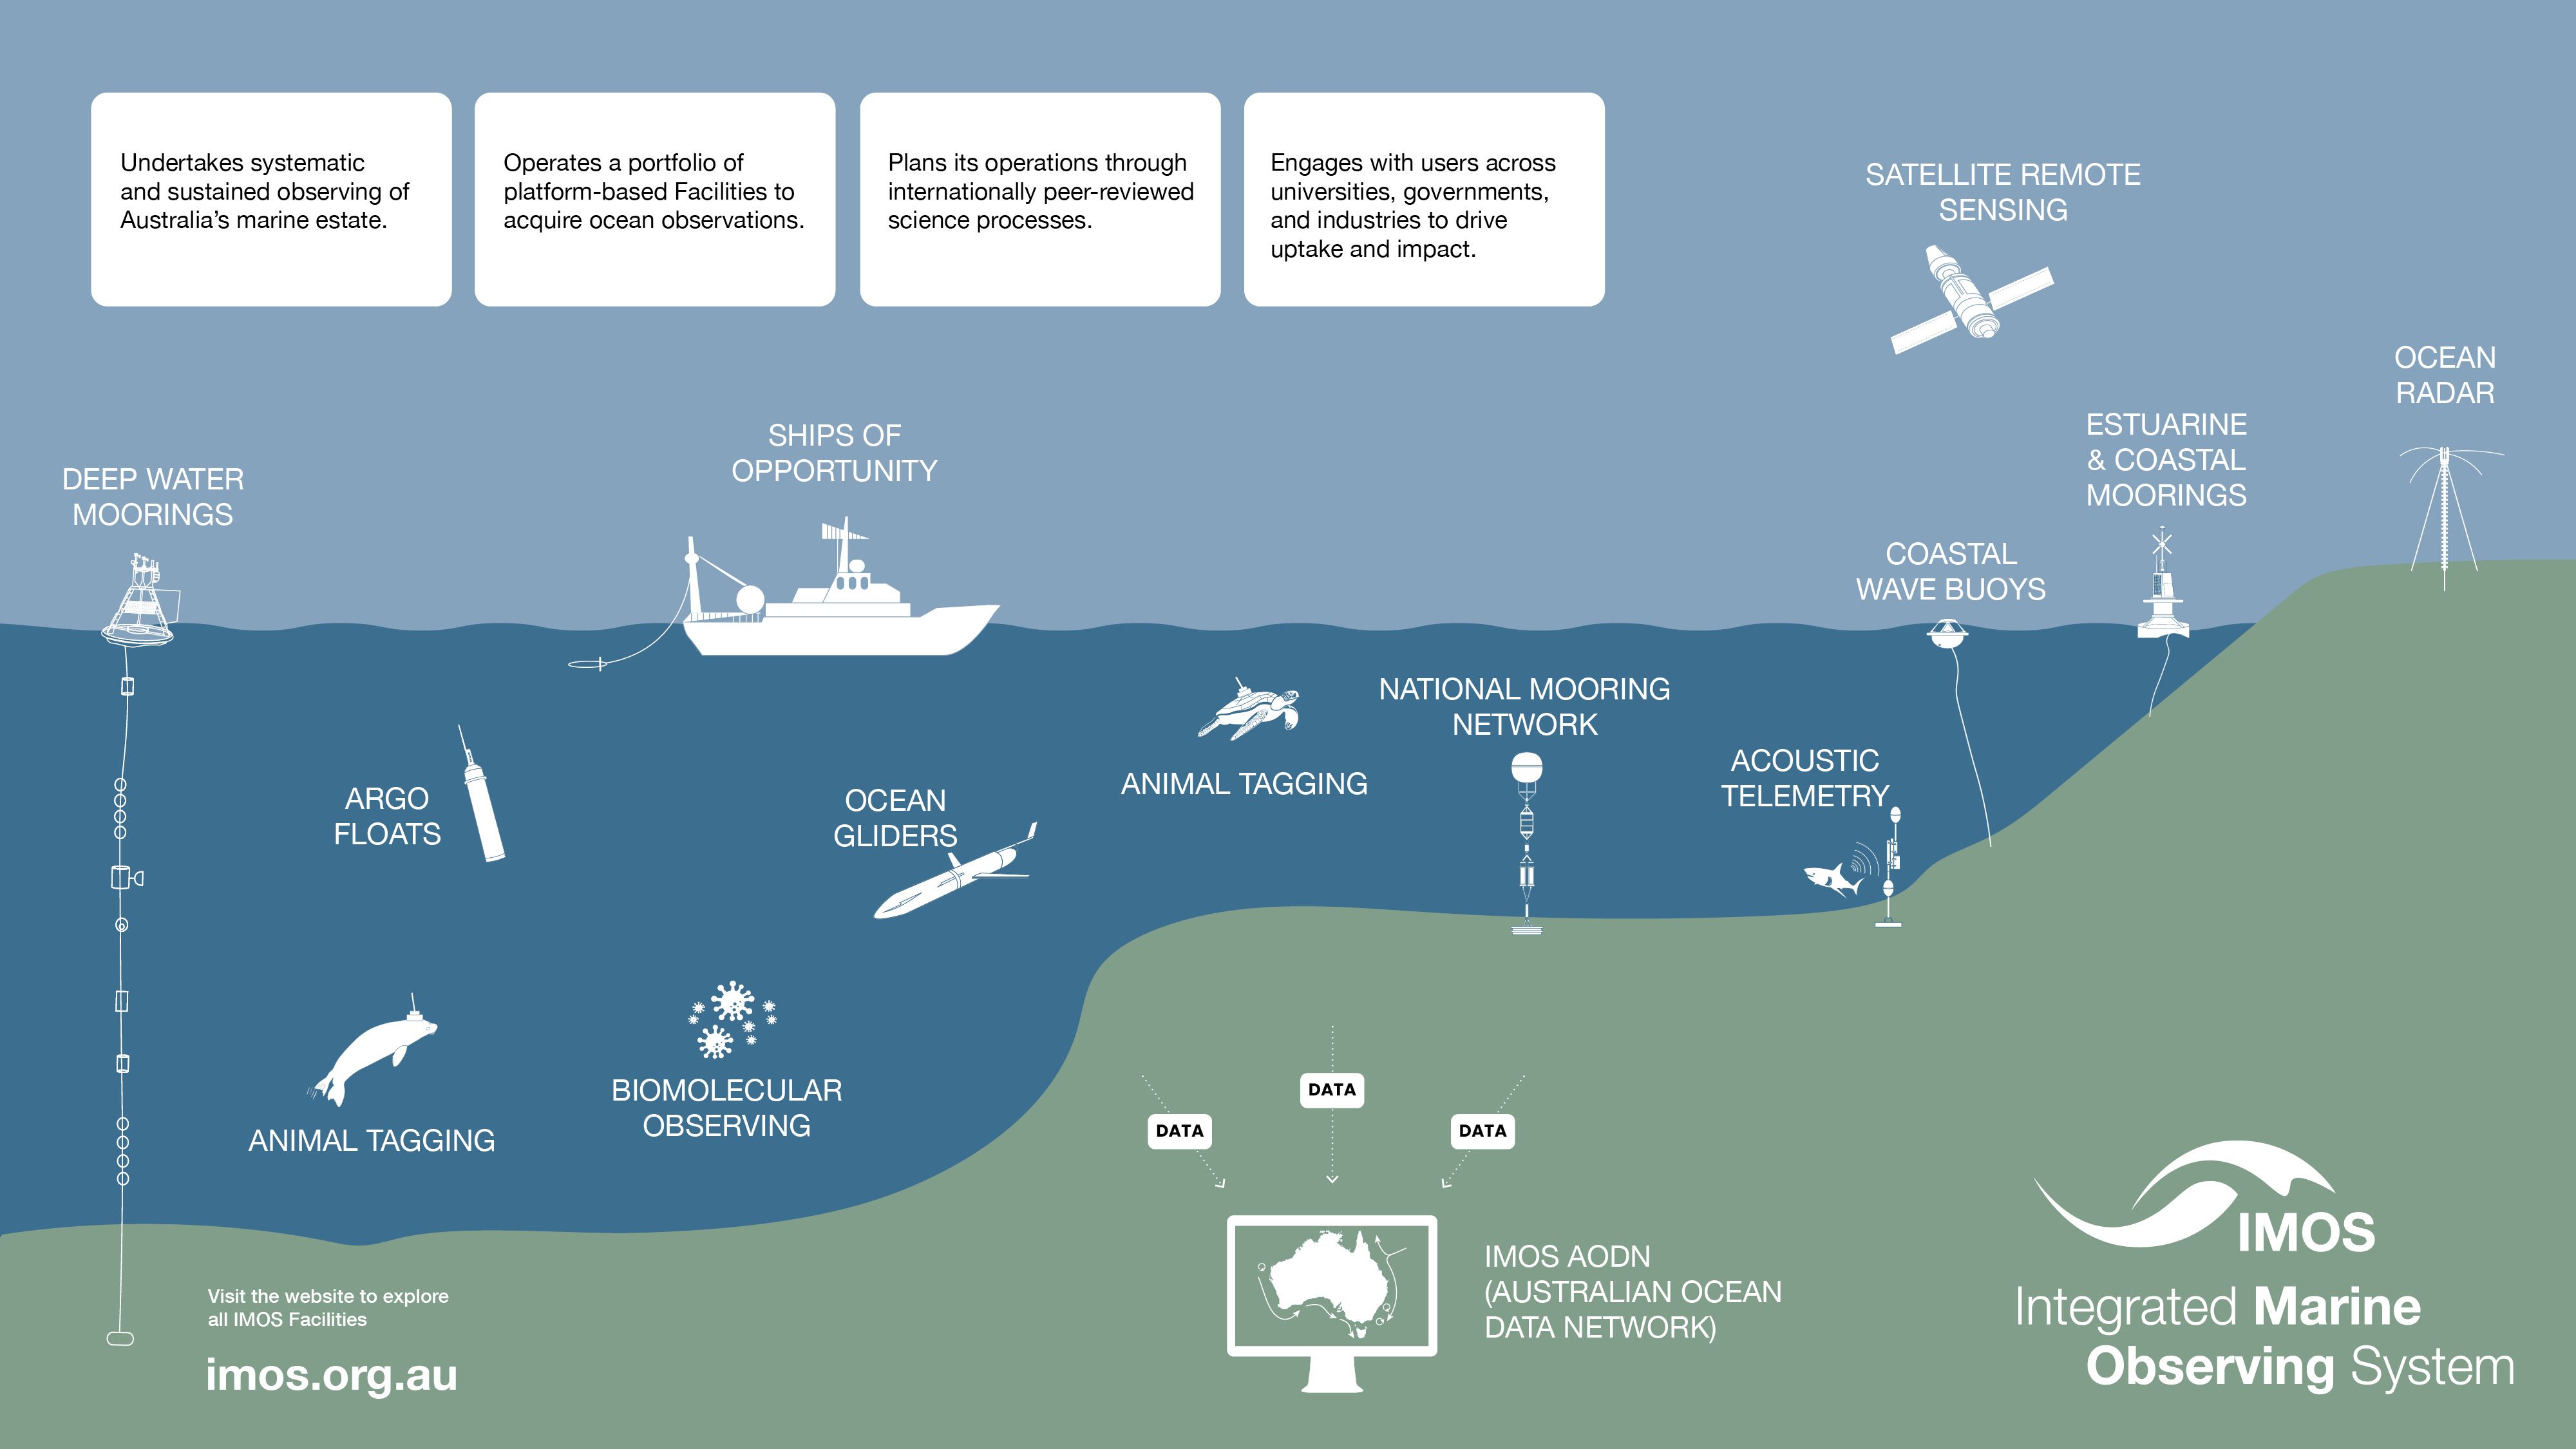 Undertakes systematic
and sustained observing of
Australia's marine estate.
Operates a portfolio of
platform-based Facilities to
acquire ocean observations.
Plans its operations through
internationally peer-reviewed
science processes.
Engages with users across
universities, governments,
and industries to drive
uptake and impact.
SATELLITE REMOTE
SENSING
OCEAN
RADAR
ESTUARINE
& COASTAL
MOORINGS
SHIPS OF
OPPORTUNITY
DEEP WATER
MOORINGS
COASTAL
WAVE BUOYS
NATIONAL MOORING
NETWORK
ANIMAL TAGGING
ACOUSTIC
TELEMETRY
ARGO
FLOATS
OCEAN
GLIDERS
BIOMOLECULAR
OBSERVING
ANIMAL TAGGING
DATA
DATA
DATA
IMOS AODN
(AUSTRALIAN OCEAN
DATA NETWORK)
Visit the website to explore
all IMOS Facilities
imos.org.au
IMOS
Integrated Marine
Observing System